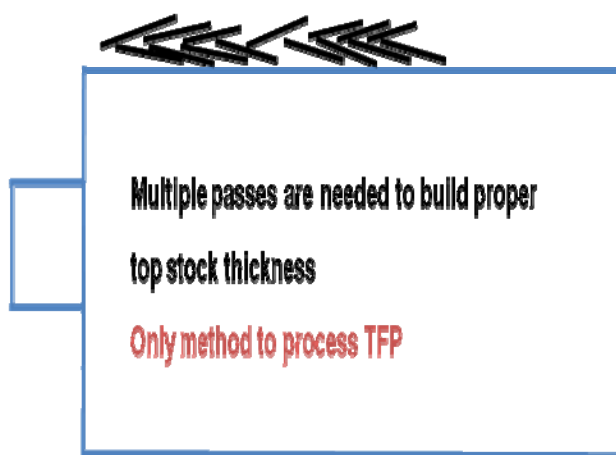 Multiple passes are needed to build proper
top stock thickness
Only method to process TFP